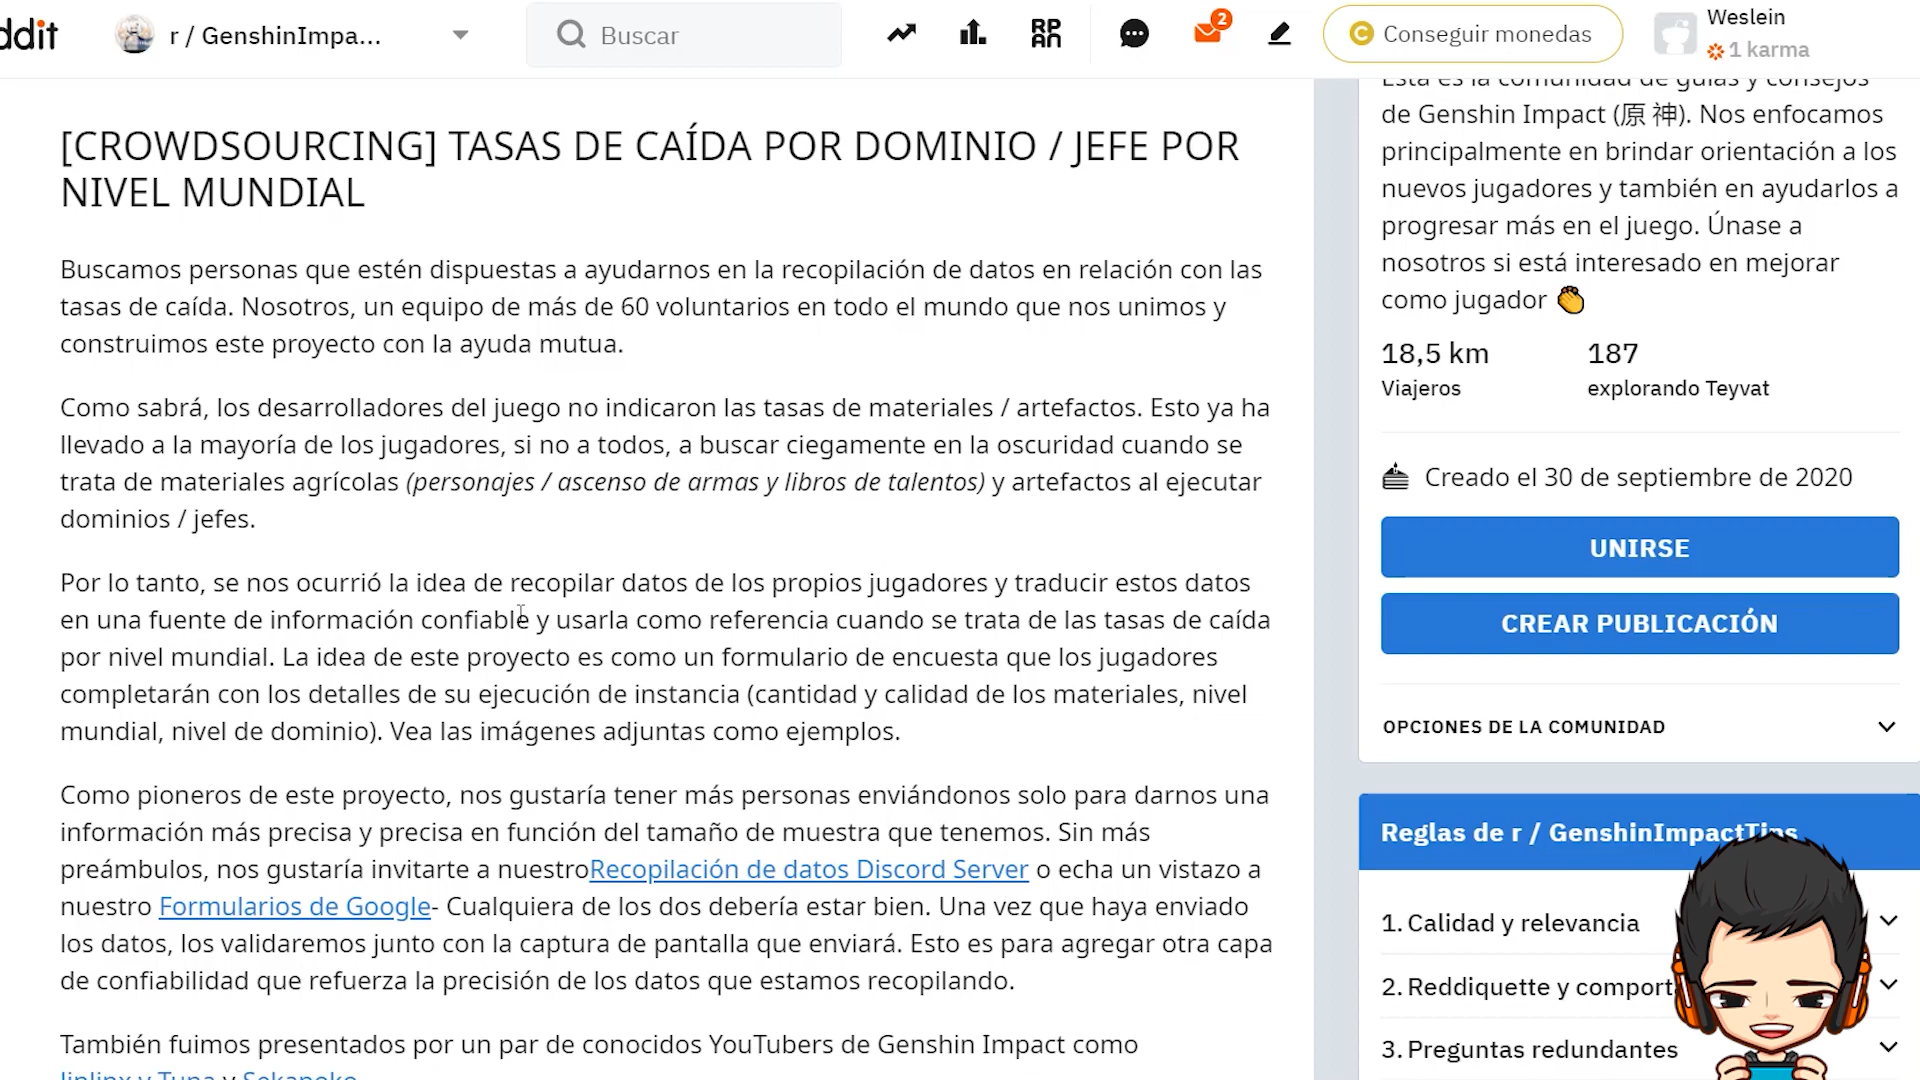 ddit
r / GenshinImpa...
Buscar
RPAN
2
Conseguir monedas
Weslein
1 karma
[CROWDSOURCING] TASAS DE CAÍDA POR DOMINIO / JEFE POR
NIVEL MUNDIAL
Buscamos personas que estén dispuestas a ayudarnos en la recopilación de datos en relación con las
tasas de caída. Nosotros, un equipo de más de 60 voluntarios en todo el mundo que nos unimos y
construimos este proyecto con la ayuda mutua.
Como sabrá, los desarrolladores del juego no indicaron las tasas de materiales / artefactos. Esto ya ha
llevado a la mayoría de los jugadores, si no a todos, a buscar ciegamente en la oscuridad cuando se
trata de materiales agrícolas (personajes / ascenso de armas y libros de talentos) y artefactos al ejecutar
dominios / jefes.
Por lo tanto, se nos ocurrió la idea de recopilar datos de los propios jugadores y traducir estos datos
en una fuente de información confiable y usarla como referencia cuando se trata de las tasas de caída
por nivel mundial. La idea de este proyecto es como un formulario de encuesta que los jugadores
completarán con los detalles de su ejecución de instancia (cantidad y calidad de los materiales, nivel
mundial, nivel de dominio). Vea las imágenes adjuntas como ejemplos.
Como pioneros de este proyecto, nos gustaría tener más personas enviándonos solo para darnos una
información más precisa y precisa en función del tamaño de muestra que tenemos. Sin más
preámbulos, nos gustaría invitarte a nuestroRecopilación de datos Discord Server o echa un vistazo a
nuestro Formularios de Google- Cualquiera de los dos debería estar bien. Una vez que haya enviado
los datos, los validaremos junto con la captura de pantalla que enviará. Esto es para agregar otra capa
de confiabilidad que refuerza la precisión de los datos que estamos recopilando.
También fuimos presentados por un par de conocidos YouTubers de Genshin Impact como
Jinjinx y Tuna y Sekapoko
Esta es la comunidad de guías y consejos
de Genshin Impact (原 神). Nos enfocamos
principalmente en brindar orientación a los
nuevos jugadores y también en ayudarlos a
progresar más en el juego. Únase a
nosotros si está interesado en mejorar
como jugador
18,5 km
187
Viajeros
explorando Teyvat
Creado el 30 de septiembre de 2020
UNIRSE
CREAR PUBLICACIÓN
OPCIONES DE LA COMUNIDAD
Reglas de r / GenshinImpactTips
1. Calidad y relevancia
2. Reddiquette y comport
3. Preguntas redundantes